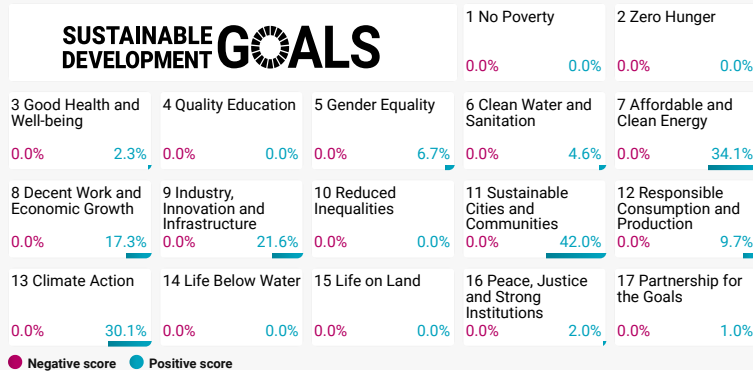 SUSTAINABLE
DEVELOPMENT
GOALS
1 No Poverty
0.0% 0.0%
2 Zero Hunger
0.0% 0.0%
3 Good Health and
Well-being
0.0% 2.3%
4 Quality Education
0.0% 0.0%
5 Gender Equality
0.0% 6.7%
6 Clean Water and
Sanitation
0.0% 4.6%
7 Affordable and
Clean Energy
0.0% 34.1%
8 Decent Work and
Economic Growth
0.0% 17.3%
9 Industry,
Innovation and
Infrastructure
0.0% 21.6%
10 Reduced
Inequalities
0.0% 0.0%
11 Sustainable
Cities and
Communities
0.0% 42.0%
12 Responsible
Consumption and
Production
0.0% 9.7%
13 Climate Action
0.0% 30.1%
14 Life Below Water
0.0% 0.0%
15 Life on Land
0.0% 0.0%
16 Peace, Justice
and Strong
Institutions
0.0% 2.0%
17 Partnership for
the Goals
0.0% 1.0%
Negative score Positive score